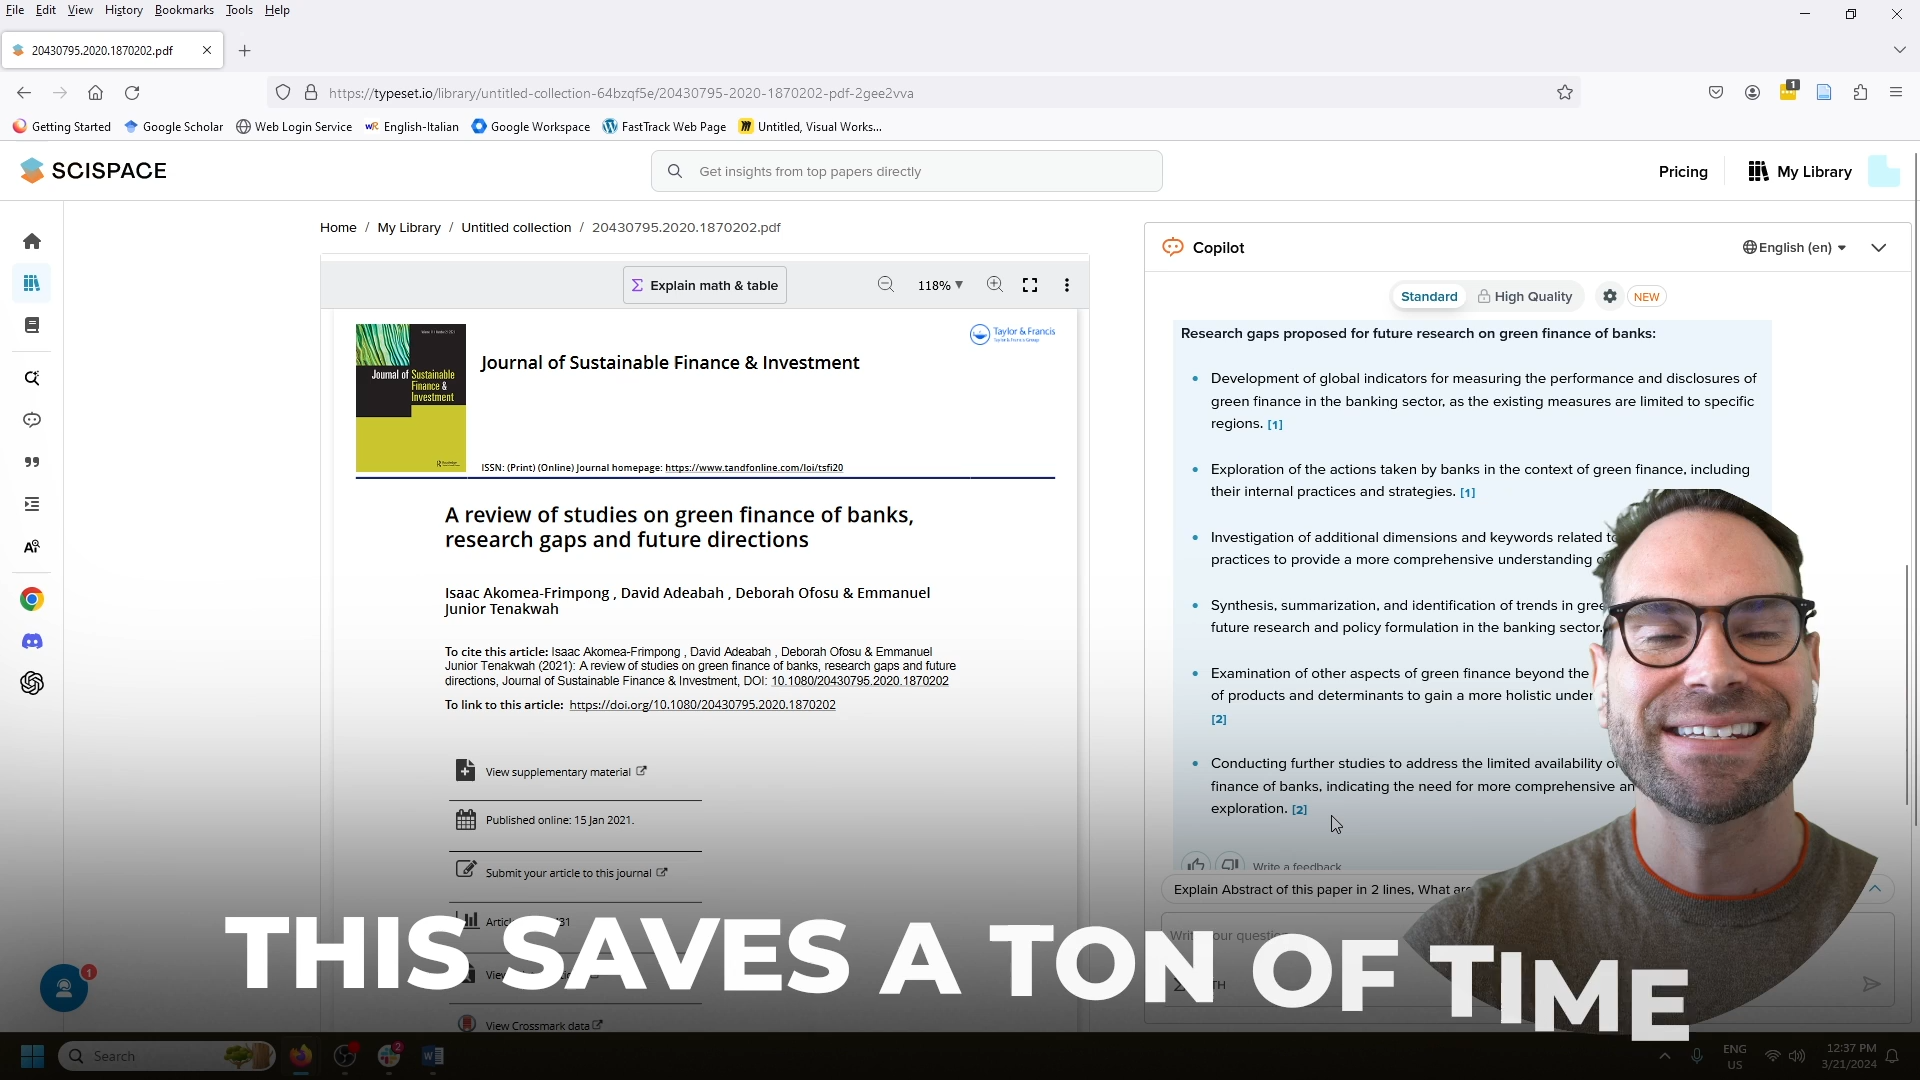 File Edit View History Bookmarks Tools Help
20430795.2020.1870202.pdf
https://typeset.io/library/untitled-collection-64bzqf5e/20430795-2020-1870202-pdf-2gee2vva
1
Getting Started Google Scholar Web Login Service English-Italian Google Workspace FastTrack Web Page Untitled, Visual Works...
SCISPACE
Get insights from top papers directly
Pricing
My Library
Home / My Library / Untitled collection / 20430795.2020.1870202.pdf
Explain math & table
118%
Journal of Sustainable Finance & Investment
Taylor & Francis
Taylor & Francis Group
Journal of Sustainable Finance & Investment
ISSN: (Print) (Online) Journal homepage: https://www.tandfonline.com/loi/tsfi20
A review of studies on green finance of banks,
research gaps and future directions
Isaac Akomea-Frimpong , David Adeabah , Deborah Ofosu & Emmanuel
Junior Tenakwah
To cite this article: Isaac Akomea-Frimpong , David Adeabah , Deborah Ofosu & Emmanuel
Junior Tenakwah (2021): A review of studies on green finance of banks, research gaps and future
directions, Journal of Sustainable Finance & Investment, DOI: 10.1080/20430795.2020.1870202
To link to this article: https://doi.org/10.1080/20430795.2020.1870202
View supplementary material
Published online: 15 Jan 2021.
Submit your article to this journal
View Crossmark data
Copilot
English (en)
Standard
High Quality
NEW
Research gaps proposed for future research on green finance of banks:
• Development of global indicators for measuring the performance and disclosures of
green finance in the banking sector, as the existing measures are limited to specific
regions. [1]
• Exploration of the actions taken by banks in the context of green finance, including
their internal practices and strategies. [1]
• Investigation of additional dimensions and keywords related
practices to provide a more comprehensive understanding
• Synthesis, summarization, and identification of trends in
future research and policy formulation in the banking sector.
• Examination of other aspects of green finance beyond the
of products and determinants to gain a more holistic
[2]
• Conducting further studies to address the limited availability
finance of banks, indicating the need for more comprehensive
exploration. [2]
Write a feedback
Explain Abstract of this paper in 2 lines, What
Write your
THIS SAVES A TON OF TIME
1
Search
2
ENG
US
12:37 PM
3/21/2024